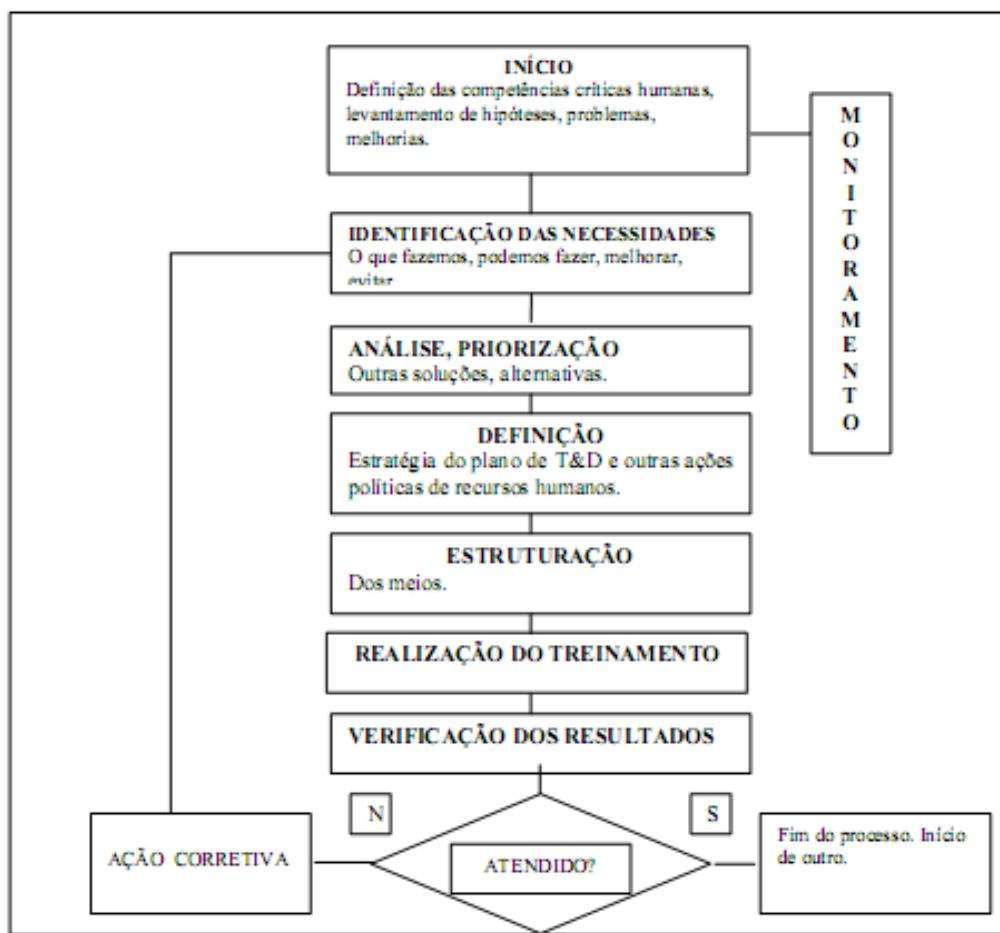 INÍCIO
Definição das competências críticas humanas,
levantamento de hipóteses, problemas,
melhorias.
MONITORAMENTO
IDENTIFICAÇÃO DAS NECESSIDADES
O que fazemos, podemos fazer, melhorar,
evitar
ANÁLISE, PRIORIZAÇÃO
Outras soluções, alternativas.
DEFINIÇÃO
Estratégia do plano de T&D e outras ações
políticas de recursos humanos.
ESTRUTURAÇÃO
Dos meios.
REALIZAÇÃO DO TREINAMENTO
VERIFICAÇÃO DOS RESULTADOS
N
S
AÇÃO CORRETIVA
ATENDIDO?
Fim do processo. Início
de outro.